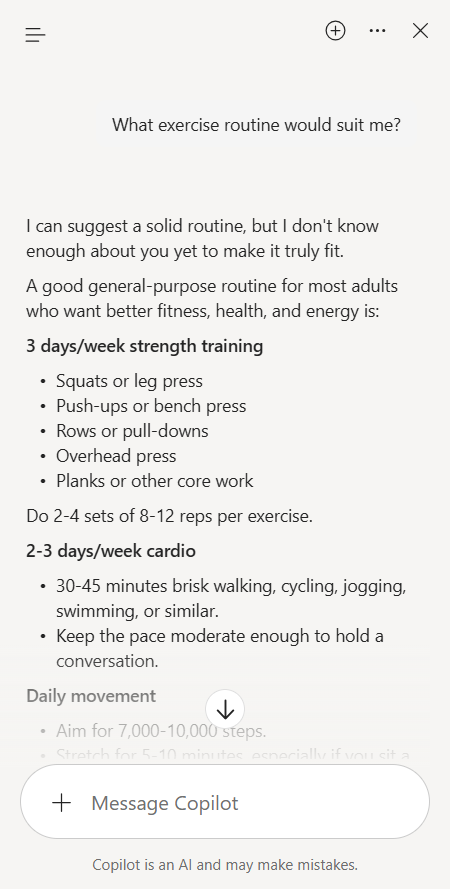 What exercise routine would suit me?
I can suggest a solid routine, but I don't know
enough about you yet to make it truly fit.
A good general-purpose routine for most adults
who want better fitness, health, and energy is:
3 days/week strength training
• Squats or leg press
• Push-ups or bench press
• Rows or pull-downs
• Overhead press
• Planks or other core work
Do 2-4 sets of 8-12 reps per exercise.
2-3 days/week cardio
• 30-45 minutes brisk walking, cycling, jogging,
swimming, or similar.
• Keep the pace moderate enough to hold a
conversation.
Daily movement
• Aim for 7,000-10,000 steps.
• Stretch for 5-10 minutes, especially if you sit a
Message Copilot
Copilot is an AI and may make mistakes.